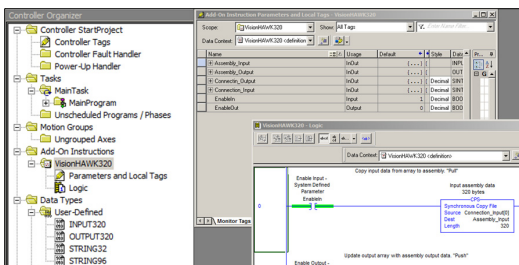 Controller Organizer
Controller StartProject
Controller Tags
Controller Fault Handler
Power-Up Handler
Tasks
MainTask
MainProgram
Unscheduled Programs / Phases
Motion Groups
Ungrouped Axes
Add-On Instructions
VisionHAWK320
Parameters and Local Tags
Logic
Data Types
User-Defined
INPUT320
OUTPUT320
STRING32
STRING96
Add-On Instruction Parameters and Local Tags - VisionHAWK320
Scope: VisionHAWK320 Show: All Tags
Data Context: VisionHAWK320 <definition>
Name Usage Default Style Data
Assembly_Input InOut {...} INPU
Assembly_Output InOut {...} OUT
Connectin_Output InOut {...} Decimal SINT
Connection_Input InOut {...} Decimal SINT
EnableIn Input 1 Decimal BOO
EnableOut Output 0 Decimal BOO
Monitor Tags
VisionHAWK320 - Logic
Data Context: VisionHAWK320 <definition>
Copy input data from array to assembly: "Pull"
Enable Input -
System Defined
Parameter
EnableIn
0
Input assembly data
320 bytes
CPS
Synchronous Copy File
Source Connection_Input[0]
Dest Assembly_Input
Length 320
Update output array with assembly output data. "Push"
Enable Output -